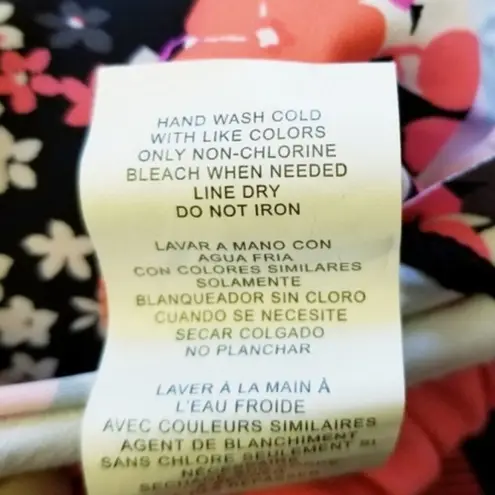 HAND WASH COLD
WITH LIKE COLORS
ONLY NON-CHLORINE
BLEACH WHEN NEEDED
LINE DRY
DO NOT IRON
LAVAR A MANO CON
AGUA FRIA
CON COLORES SIMILARES
SOLAMENTE
BLANQUEADOR SIN CLORO
CUANDO SE NECESITE
SECAR COLGADO
NO PLANCHAR
LAVER À LA MAIN À
L'EAU FROIDE
AVEC COULEURS SIMILAIRES
AGENT DE BLANCHIMENT
SANS CHLORE SEULEMENT SI